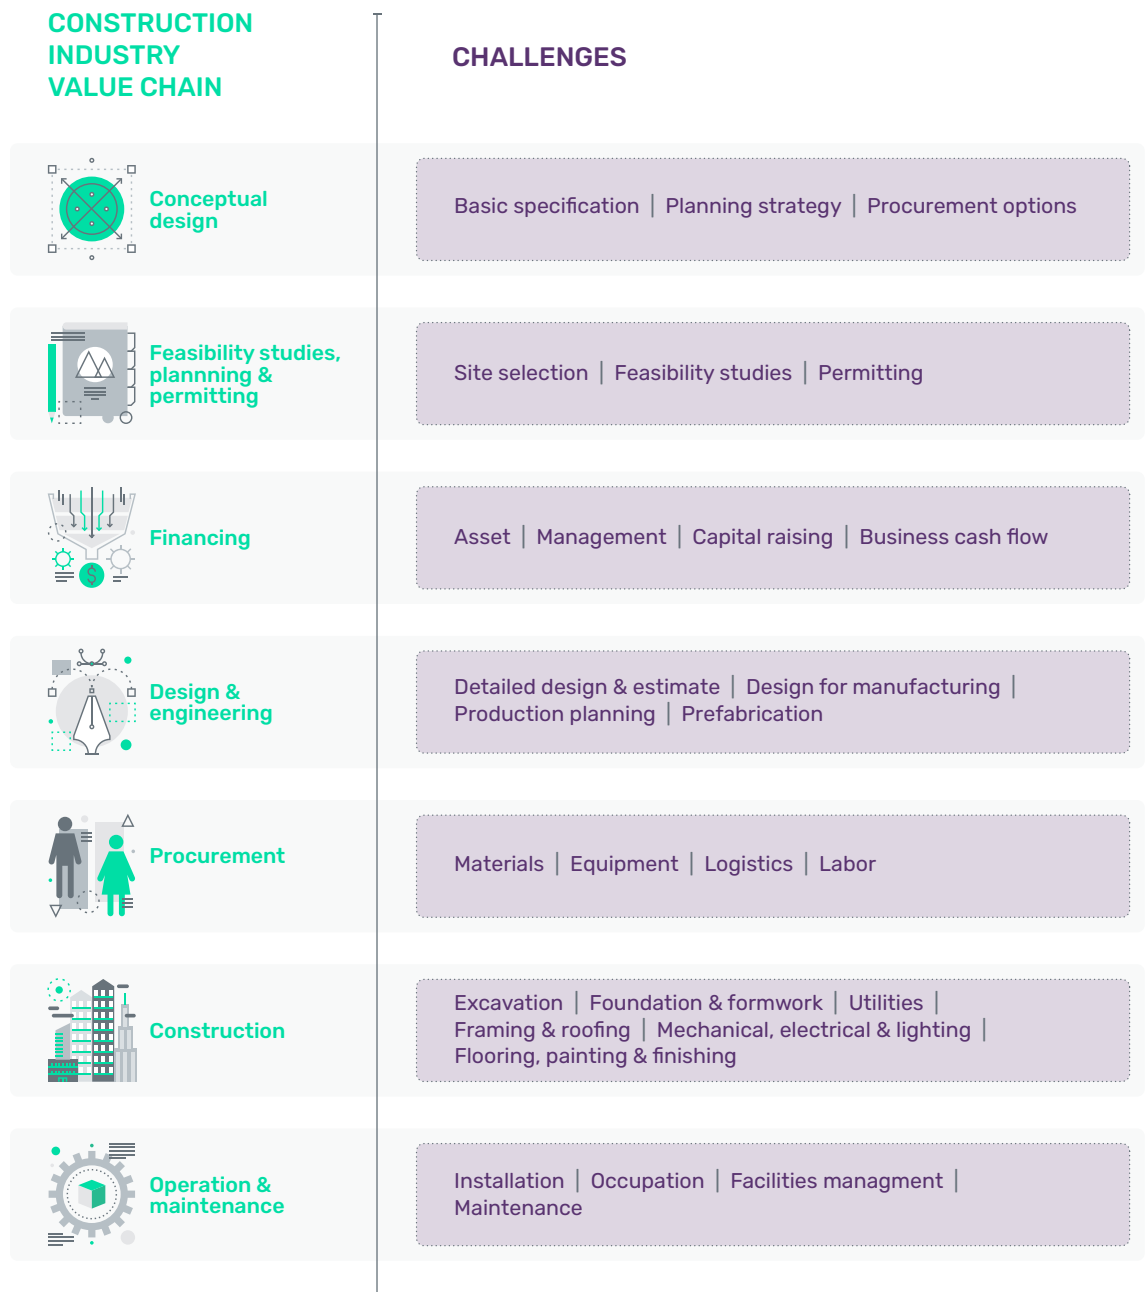 CONSTRUCTION
INDUSTRY
VALUE CHAIN
CHALLENGES
Conceptual
design
Basic specification | Planning strategy | Procurement options
Feasibility studies,
plannning &
permitting
Site selection | Feasibility studies | Permitting
Financing
Asset | Management | Capital raising | Business cash flow
Design &
engineering
Detailed design & estimate | Design for manufacturing |
Production planning | Prefabrication
Procurement
Materials | Equipment | Logistics | Labor
Construction
Excavation | Foundation & formwork | Utilities |
Framing & roofing | Mechanical, electrical & lighting |
Flooring, painting & finishing
Operation &
maintenance
Installation | Occupation | Facilities managment |
Maintenance